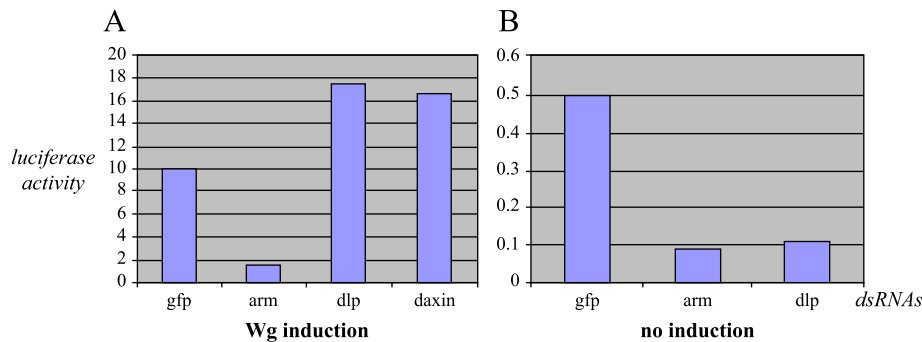 A
20
18
16
14
12
10
8
6
4
2
0
luciferase
activity
gfp arm dlp daxin
Wg induction
B
0.6
0.5
0.4
0.3
0.2
0.1
0
gfp arm dlp dsRNAs
no induction